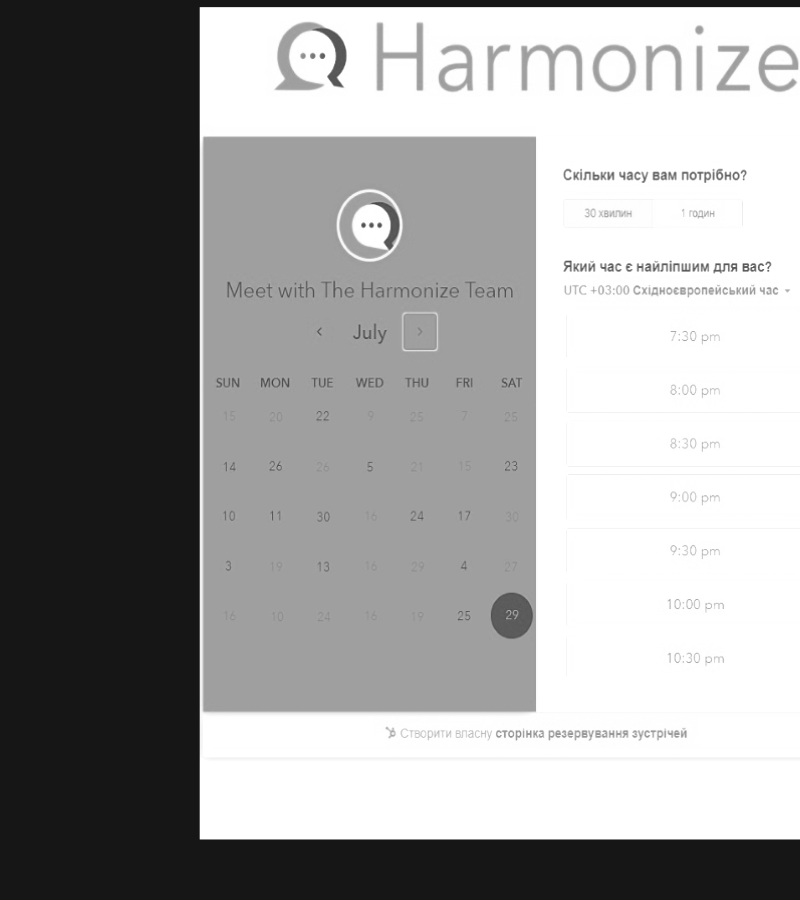 Harmonize
Meet with The Harmonize Team
July
SUN MON TUE WED THU FRI SAT
15 20 22 9 25 7 25
14 26 26 5 21 15 23
10 11 30 16 24 17 30
3 19 13 16 29 4 27
16 10 24 16 19 25 29
Скільки часу вам потрібно?
30 хвилин 1 годин
Який час є найліпшим для вас?
UTC +03:00 Східноєвропейський час
7:30 pm
8:00 pm
8:30 pm
9:00 pm
9:30 pm
10:00 pm
10:30 pm
Створити власну сторінка резервування зустрічей